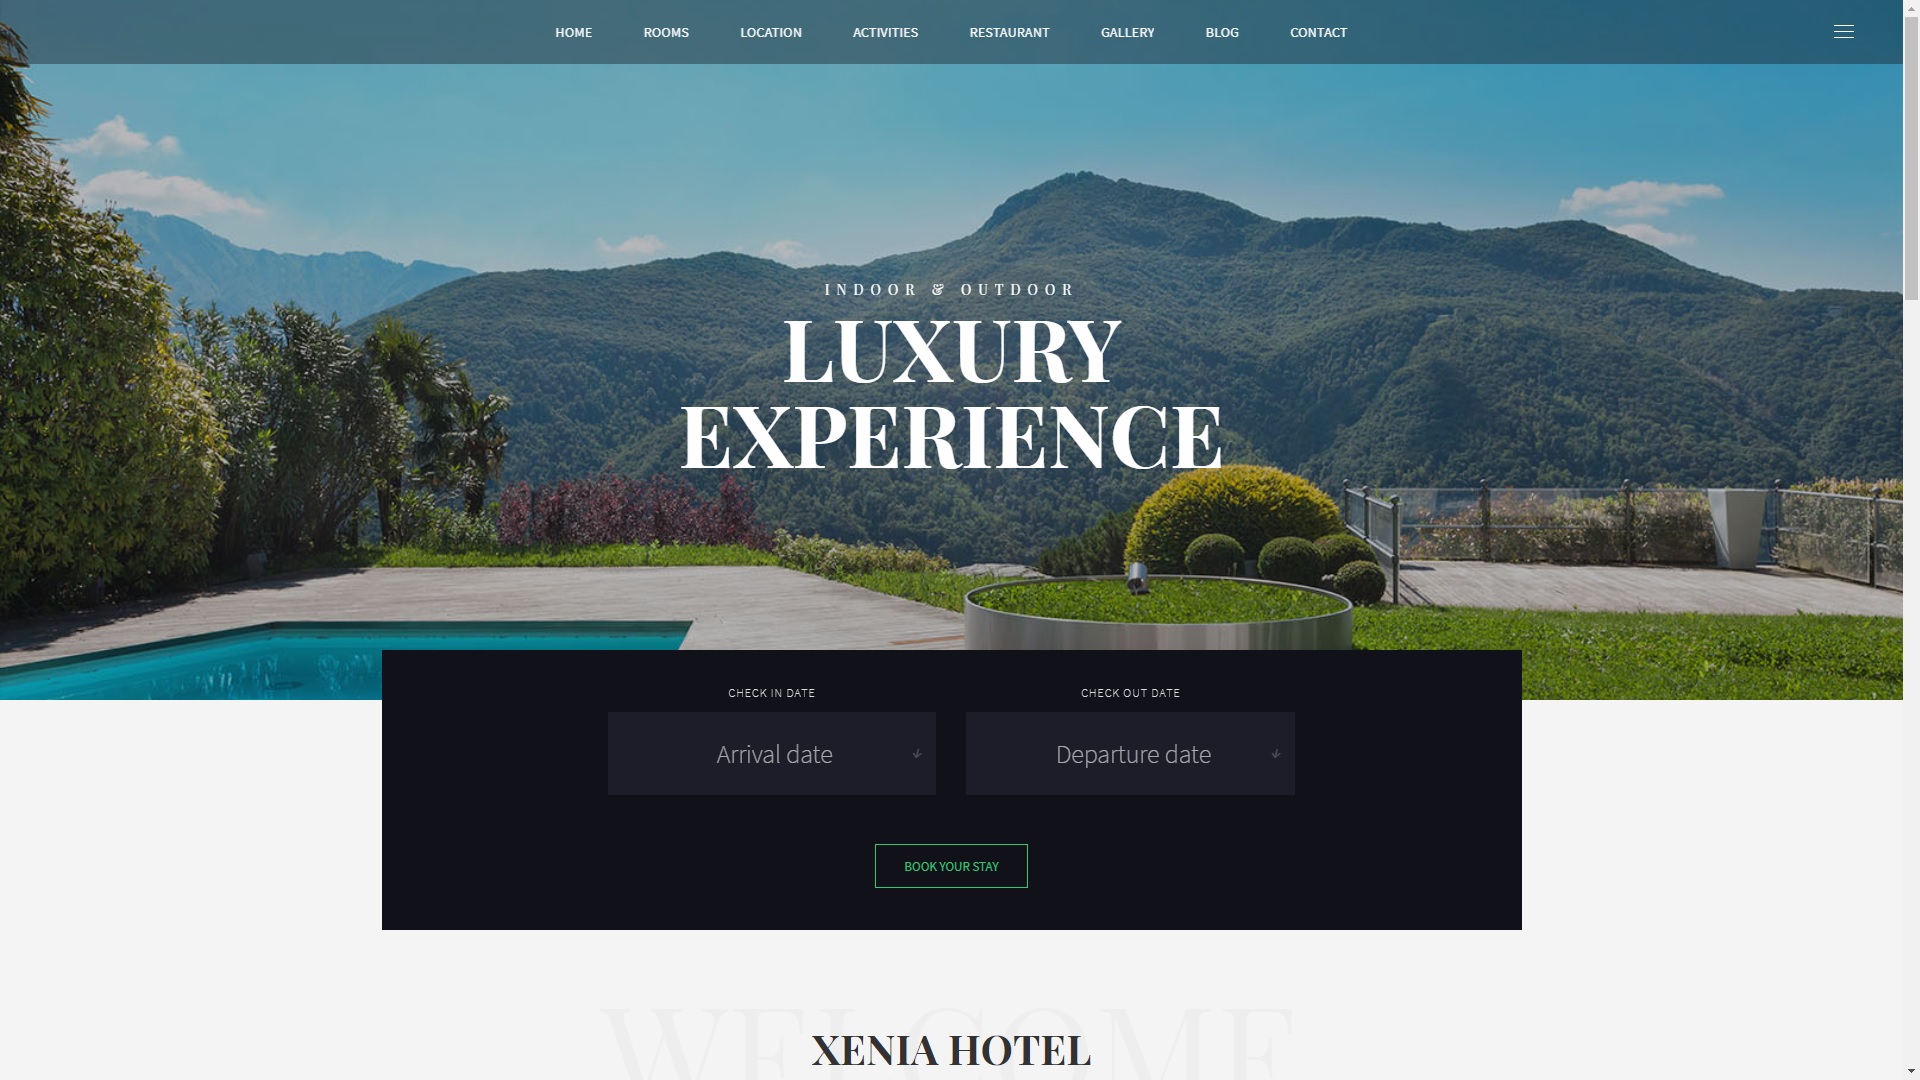 HOME ROOMS LOCATION ACTIVITIES RESTAURANT GALLERY BLOG CONTACT
INDOOR & OUTDOOR
LUXURY
EXPERIENCE
CHECK IN DATE CHECK OUT DATE
Arrival date Departure date
BOOK YOUR STAY
WELCOME
XENIA HOTEL